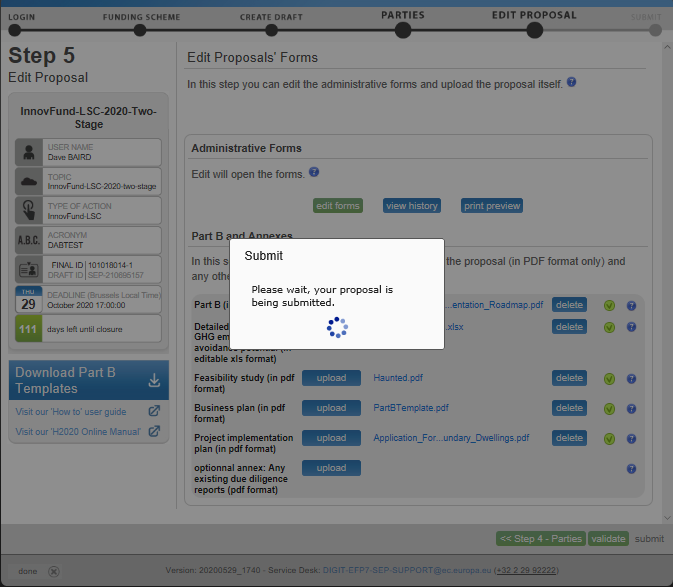 LOGIN
FUNDING SCHEME
CREATE DRAFT
PARTIES
EDIT PROPOSAL
SUBMIT
Step 5
Edit Proposal
InnovFund-LSC-2020-Two-
Stage
USER NAME
Dave BAIRD
TOPIC
InnovFund-LSC-2020-two-stage
TYPE OF ACTION
InnovFund-LSC
A.B.C.
ACRONYM
DABTEST
FINAL ID | 101018014-1
DRAFT ID | SEP-210695157
THU
29
DEADLINE (Brussels Local Time)
October 2020 17:00:00
111
days left until closure
Download Part B
Templates
Visit our 'How to' user guide
Visit our 'H2020 Online Manual'
Edit Proposals' Forms
In this step you can edit the administrative forms and upload the proposal itself. ?
Administrative Forms
Edit will open the forms. ?
edit forms
view history
print preview
Part B and Annexes
In this s
the proposal (in PDF format only) and
any othe
Submit
Please wait, your proposal is
being submitted.
Part B (i
...entation_Roadmap.pdf
delete
?
Detailed
.xlsx
delete
?
GHG em
avoidance potential (in
editable xls format)
Feasibility study (in pdf
format)
upload
Haunted.pdf
delete
?
Business plan (in pdf
format)
upload
PartBTemplate.pdf
delete
?
Project implementation
plan (in pdf format)
upload
Application_For...undary_Dwellings.pdf
delete
?
optionnal annex: Any
existing due diligence
reports (pdf format)
upload
?
<< Step 4 - Parties
validate
submit
done
Version: 20200529_1740 - Service Desk: DIGIT-EFP7-SEP-SUPPORT@ec.europa.eu (+32 2 29 92222)